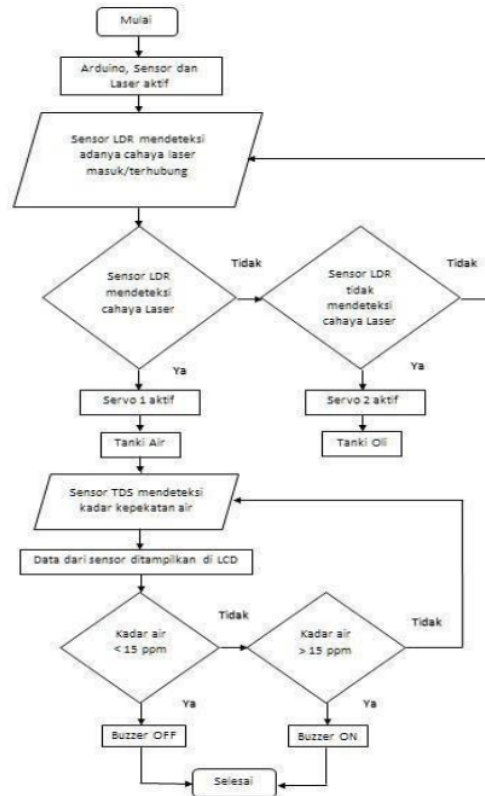 Mulai
Arduino, Sensor dan
Laser aktif
Sensor LDR mendeteksi
adanya cahaya laser
masuk/terhubung
Sensor LDR
mendeteksi
cahaya Laser
Tidak
Sensor LDR
tidak
mendeteksi
cahaya Laser
Tidak
Ya
Ya
Servo 1 aktif
Servo 2 aktif
Tanki Air
Tanki Oli
Sensor TDS mendeteksi
kadar kepekatan air
Data dari sensor ditampilkan di LCD
Kadar air
< 15 ppm
Tidak
Kadar air
> 15 ppm
Tidak
Ya
Ya
Buzzer OFF
Buzzer ON
Selesai